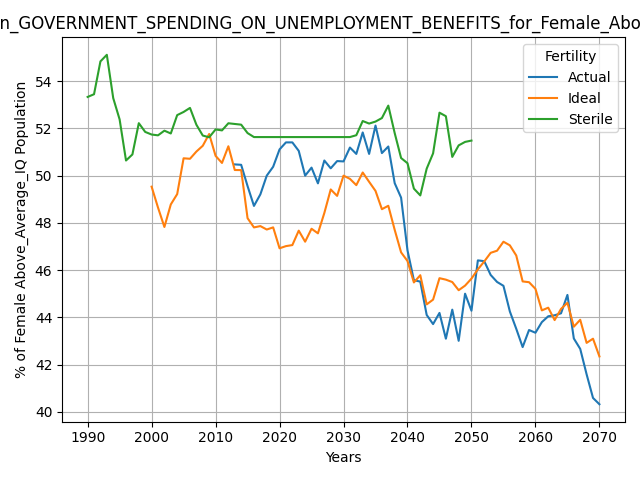 n_GOVERNMENT_SPENDING_ON_UNEMPLOYMENT_BENEFITS_for_Female_Abo
Fertility
Actual
Ideal
Sterile
% of Female Above_Average_IQ Population
54
52
50
48
46
44
42
40
1990 2000 2010 2020 2030 2040 2050 2060 2070
Years